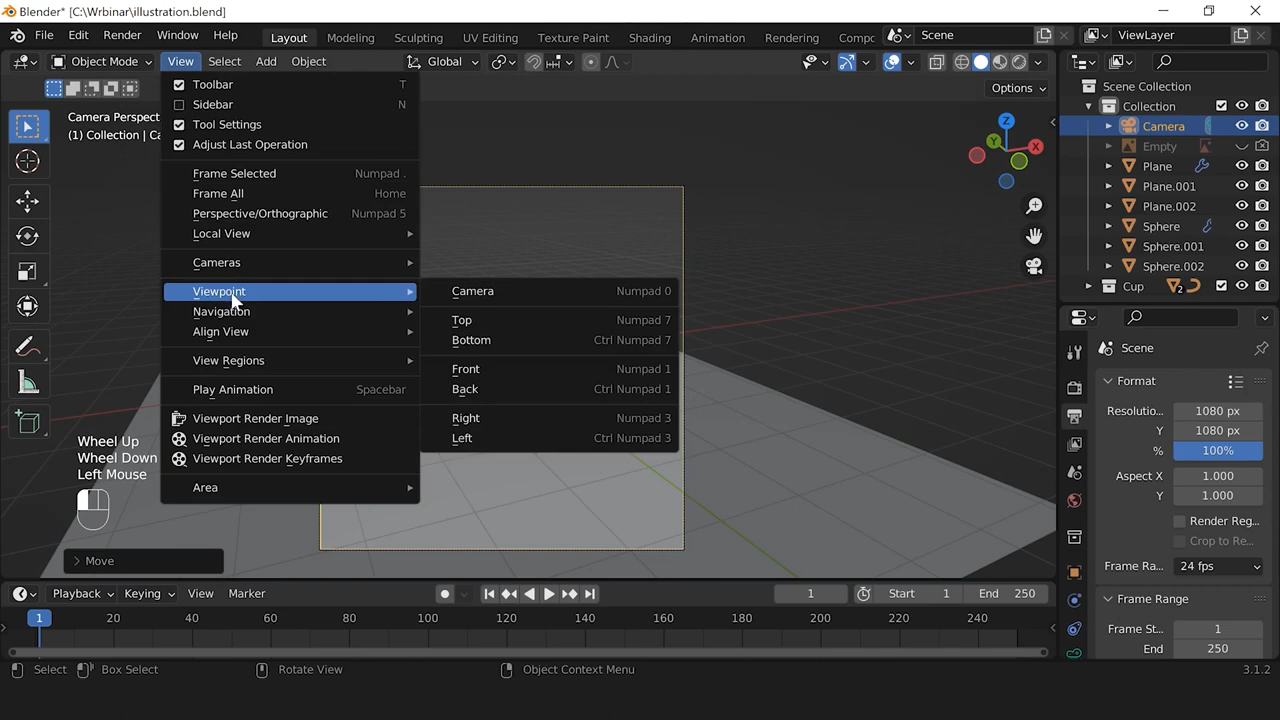 Blender* [C:\Wrbinar\illustration.blend]
File Edit Render Window Help Layout Modeling Sculpting UV Editing Texture Paint Shading Animation Rendering Compc Scene ViewLayer
Object Mode View Select Add Object Global
Options
Camera Perspect
(1) Collection | Ca
Toolbar T
Sidebar N
Tool Settings
Adjust Last Operation
Frame Selected Numpad .
Frame All Home
Perspective/Orthographic Numpad 5
Local View
Cameras
Viewpoint
Navigation
Align View
View Regions
Play Animation Spacebar
Viewport Render Image
Viewport Render Animation
Viewport Render Keyframes
Area
Camera Numpad 0
Top Numpad 7
Bottom Ctrl Numpad 7
Front Numpad 1
Back Ctrl Numpad 1
Right Numpad 3
Left Ctrl Numpad 3
Z
Y
X
Wheel Up
Wheel Down
Left Mouse
Move
Scene Collection
Collection
Camera
Empty
Plane
Plane.001
Plane.002
Sphere
Sphere.001
Sphere.002
Cup 2
Scene
Format
Resolutio... 1080 px
Y 1080 px
% 100%
Aspect X 1.000
Y 1.000
Render Reg...
Crop to Re...
Frame Ra... 24 fps
Frame Range
Frame St... 1
End 250
Playback Keying View Marker 1 Start 1 End 250
1 20 40 60 80 100 120 140 160 180 200 220 240
Select Box Select Rotate View Object Context Menu 3.1.2